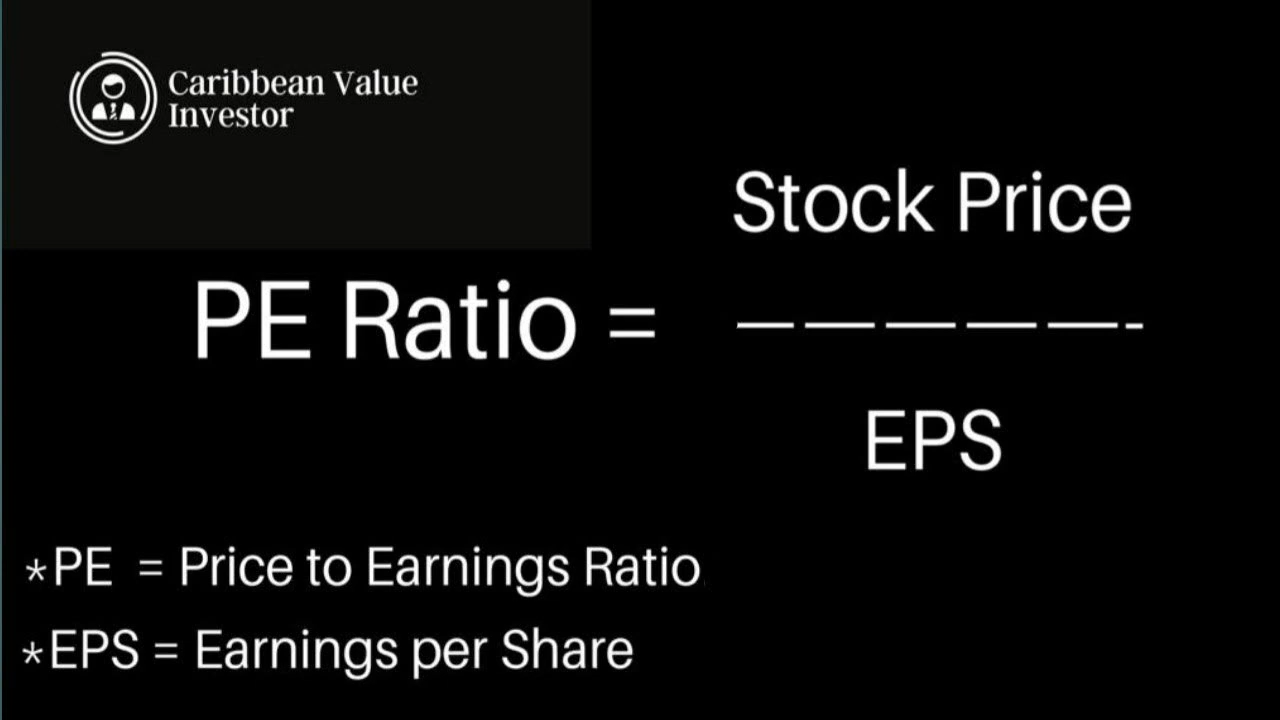 Caribbean Value
Investor
Stock Price
PE Ratio = — — — — —-
EPS
*PE = Price to Earnings Ratio
*EPS = Earnings per Share